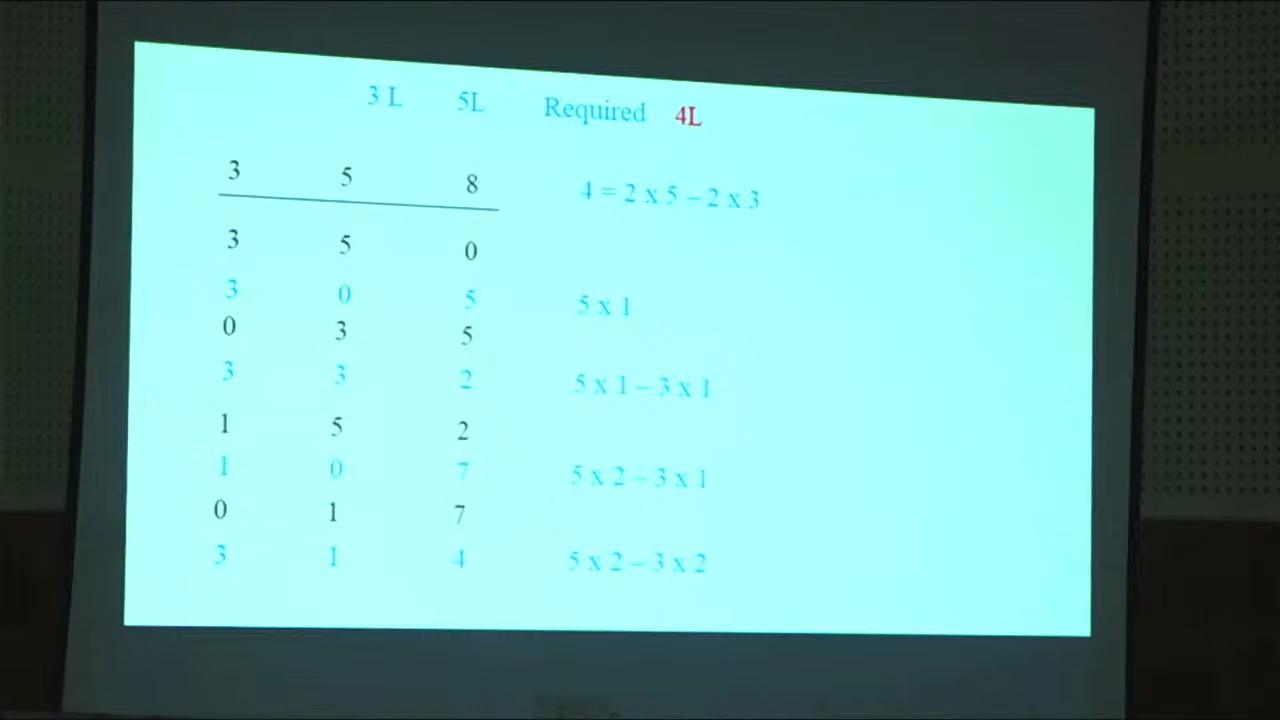 3 L 5L Required 4L
3 5 8 4 = 2 x 5 – 2 x 3
3 5 0
3 0 5 5 x 1
0 3 5
3 3 2 5 x 1 – 3 x 1
1 5 2
1 0 7 5 x 2 – 3 x 1
0 1 7
3 1 4 5 x 2 – 3 x 2